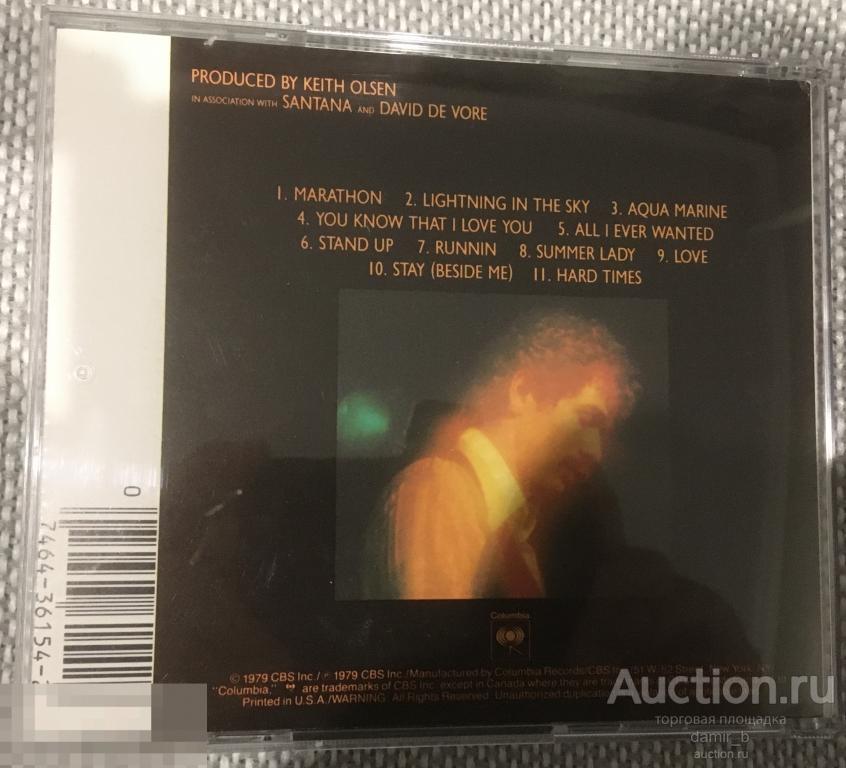 PRODUCED BY KEITH OLSEN
IN ASSOCIATION WITH SANTANA AND DAVID DE VORE
1. MARATHON 2. LIGHTNING IN THE SKY 3. AQUA MARINE
4. YOU KNOW THAT I LOVE YOU 5. ALL I EVER WANTED
6. STAND UP 7. RUNNIN 8. SUMMER LADY 9. LOVE
10. STAY (BESIDE ME) 11. HARD TIMES
0
7464-36154-
Columbia
© 1979 CBS Inc./℗ 1979 CBS Inc./Manufactured by Columbia Records/CBS Inc./51 W. 52 Street, New York, NY
"Columbia," are trademarks of CBS Inc. except in Canada where they are
Printed in U.S.A./WARNING: All Rights Reserved. Unauthorized duplication
Auction.ru
торговая площадка
damir_b
auction.ru